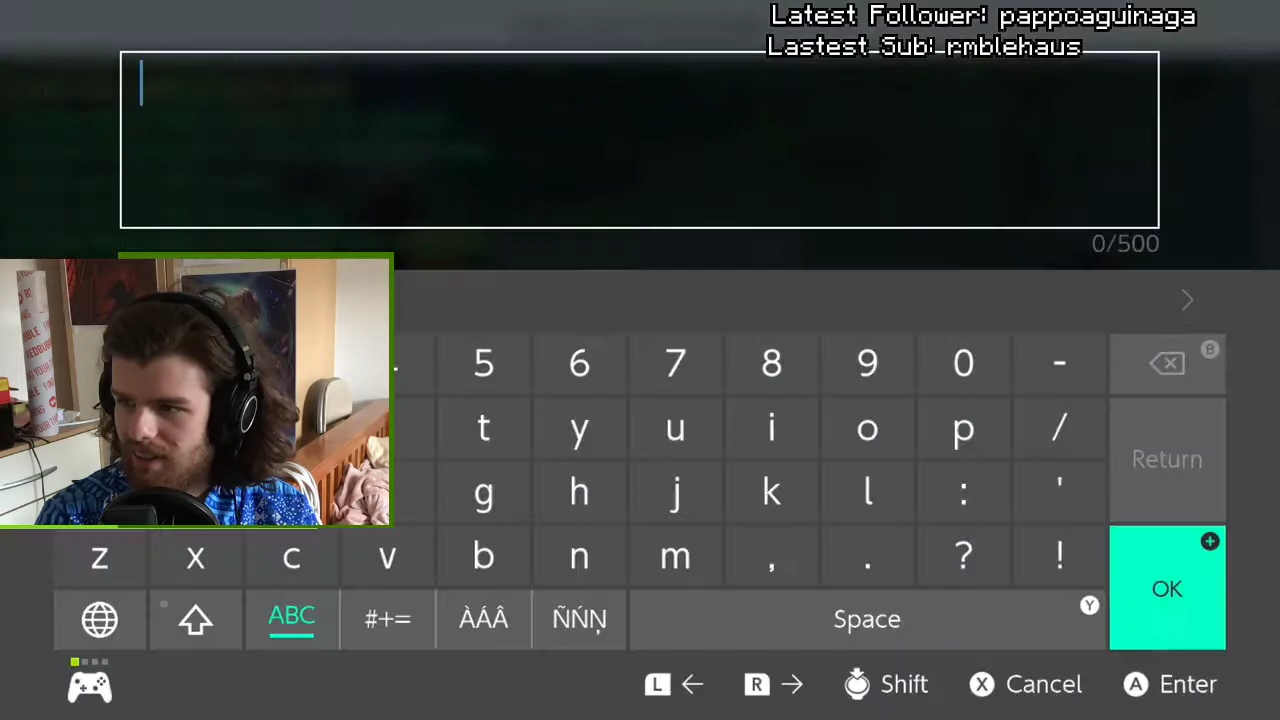 Latest Follower: pappoaguinaga
Lastest Sub: rmblehaus
0/500
5 6 7 8 9 0 -
t y u i o p /
Return
g h j k l : '
z x c v b n m , . ? !
OK
ABC #+= ÀÁÂ ÑŃŅ Space
L ← R → Shift X Cancel A Enter